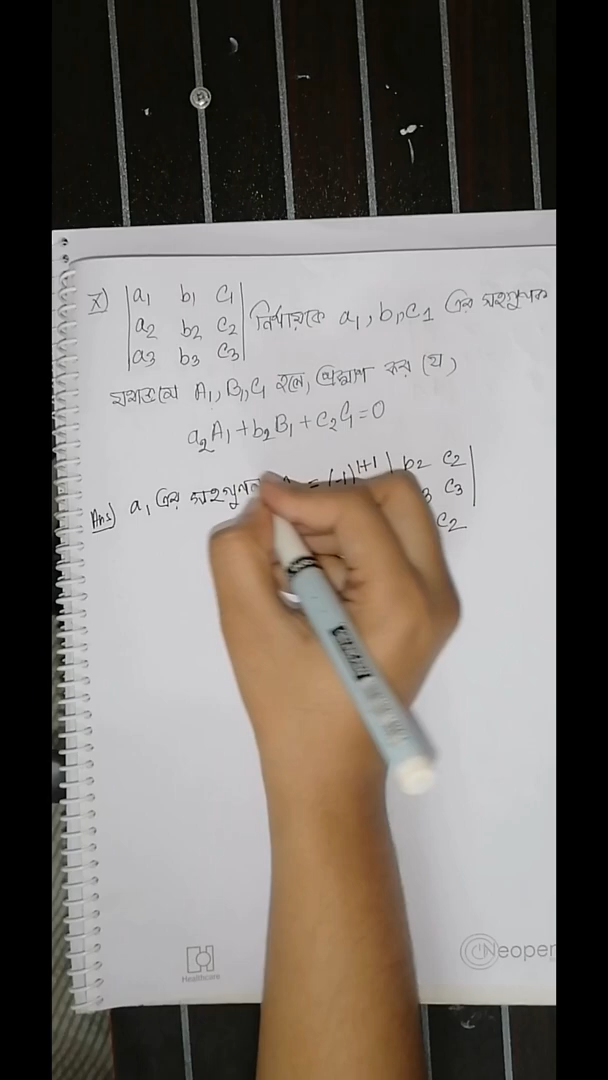 x) | a₁ b₁ c₁ |
| a₂ b₂ c₂ | নির্ণায়কে a₁, b₁, c₁ এর সহগুণক
| a₃ b₃ c₃ |
যথাক্রমে A₁, B₁, C₁ হলে, প্রমাণ কর (যে)
a₂A₁ + b₂B₁ + c₂C₁ = 0
Ans) a₁ এর সহগুণক = (-1)¹⁺¹ | b₂ c₂ |
3 c₃ |
c₂
Healthcare
Neoper